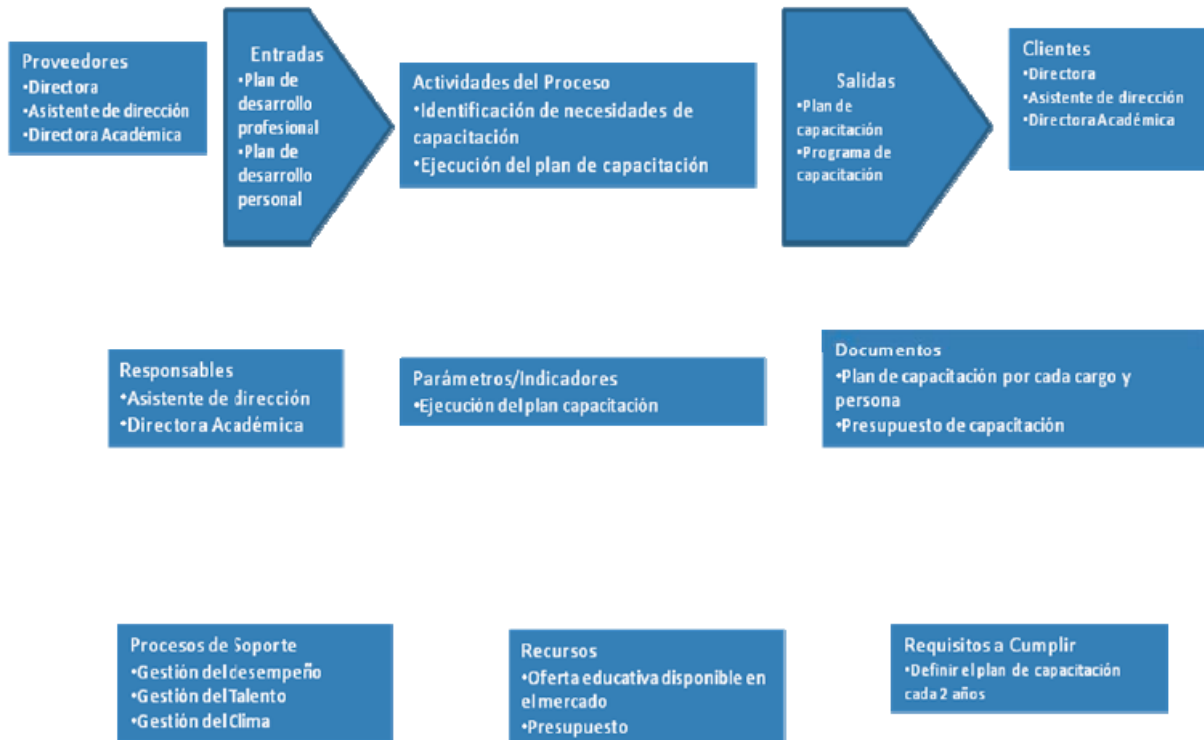 Proveedores
•Directora
•Asistente de dirección
•Directora Académica
Entradas
•Plan de
desarrollo
profesional
•Plan de
desarrollo
personal
Actividades del Proceso
•Identificación de necesidades de
capacitación
•Ejecución del plan de capacitación
Salidas
•Plan de
capacitación
•Programa de
capacitación
Clientes
•Directora
•Asistente de dirección
•Directora Académica
Responsables
•Asistente de dirección
•Directora Académica
Parámetros/Indicadores
•Ejecución del plan capacitación
Documentos
•Plan de capacitación por cada cargo y
persona
•Presupuesto de capacitación
Procesos de Soporte
•Gestión del desempeño
•Gestión del Talento
•Gestión del Clima
Recursos
•Oferta educativa disponible en
el mercado
•Presupuesto
Requisitos a Cumplir
•Definir el plan de capacitación
cada 2 años